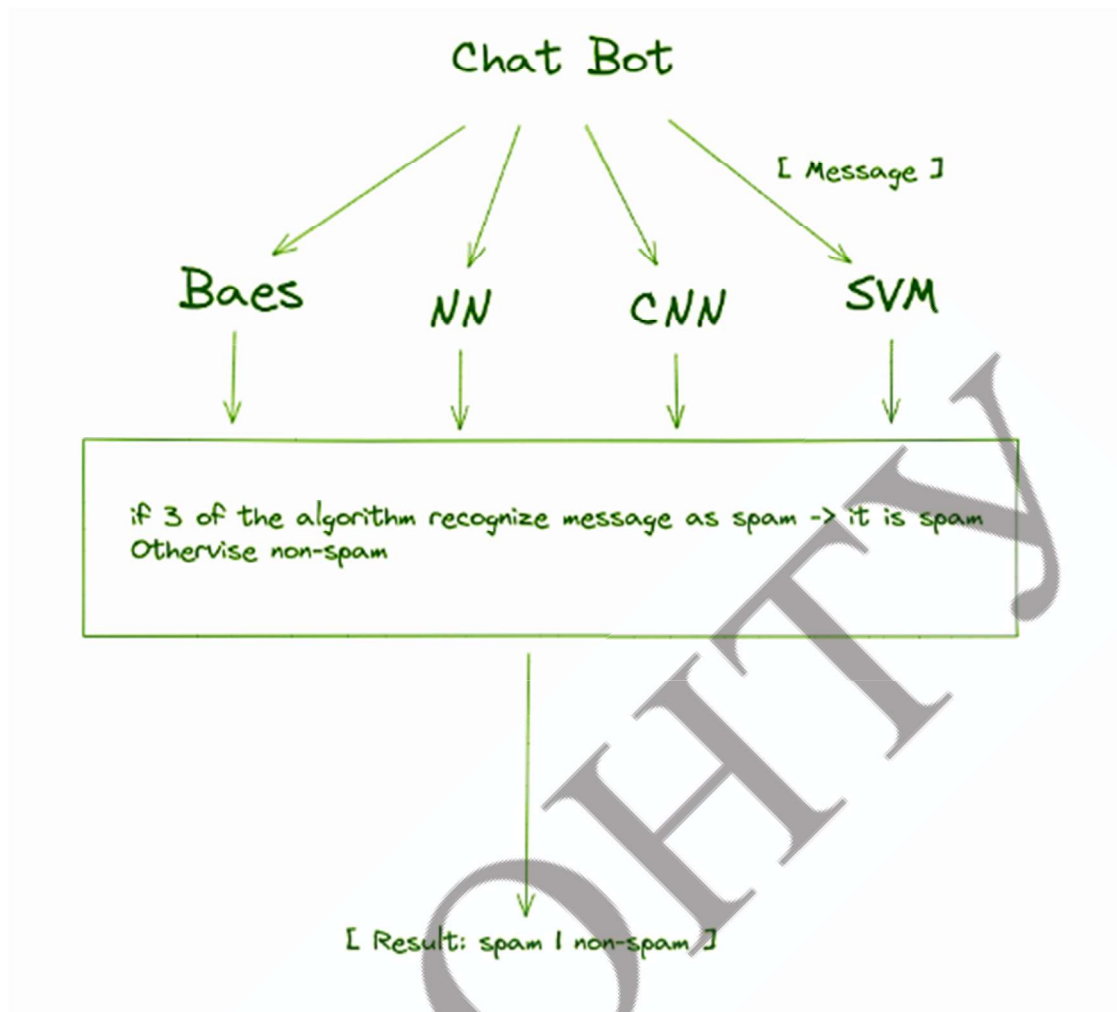 Chat Bot
[ Message ]
Baes
NN
CNN
SVM
if 3 of the algorithm recognize message as spam -> it is spam
Othervise non-spam
[ Result: spam | non-spam ]
ОНТУ